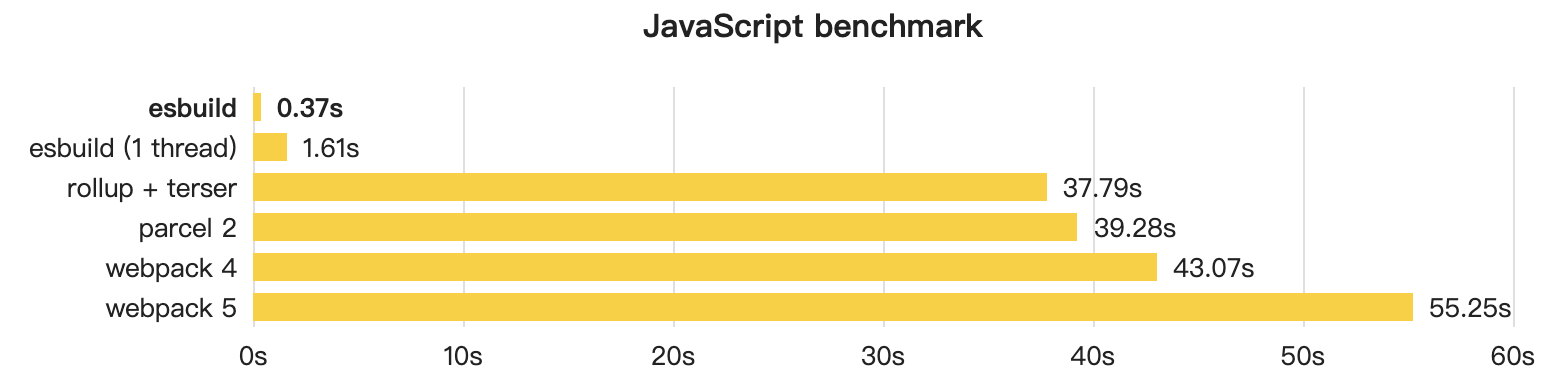 JavaScript benchmark
esbuild 0.37s
esbuild (1 thread) 1.61s
rollup + terser 37.79s
parcel 2 39.28s
webpack 4 43.07s
webpack 5 55.25s
0s 10s 20s 30s 40s 50s 60s